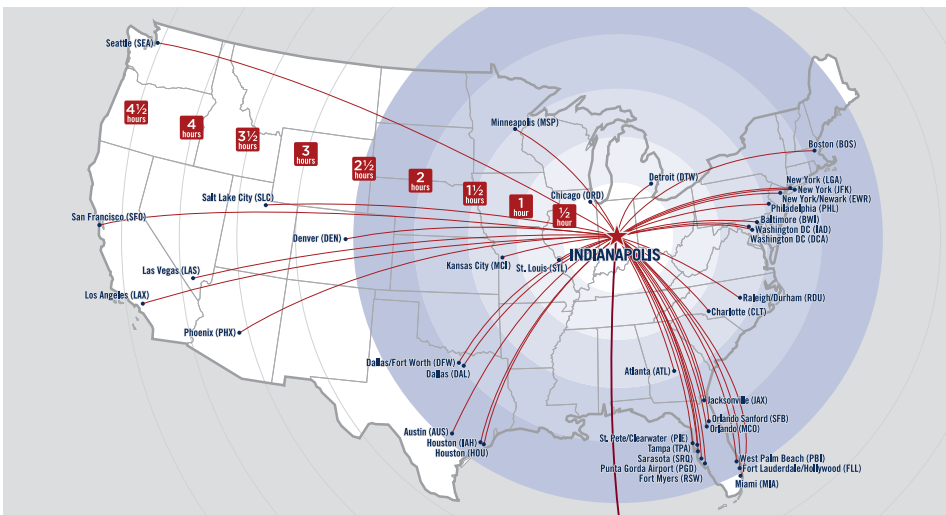 Seattle (SEA)
4½
hours
4
hours
3½
hours
3
hours
2½
hours
2
hours
1½
hours
1
hour
½
hour
Minneapolis (MSP)
Boston (BOS)
Detroit (DTW)
New York (LGA)
New York (JFK)
New York/Newark (EWR)
Philadelphia (PHL)
Chicago (ORD)
Salt Lake City (SLC)
San Francisco (SFO)
Baltimore (BWI)
Washington DC (IAD)
Washington DC (DCA)
Denver (DEN)
INDIANAPOLIS
Kansas City (MCI)
St. Louis (STL)
Las Vegas (LAS)
Los Angeles (LAX)
Raleigh/Durham (RDU)
Charlotte (CLT)
Phoenix (PHX)
Dallas/Fort Worth (DFW)
Dallas (DAL)
Atlanta (ATL)
Jacksonville (JAX)
Orlando Sanford (SFB)
Orlando (MCO)
Austin (AUS)
Houston (IAH)
Houston (HOU)
St. Pete/Clearwater (PIE)
Tampa (TPA)
Sarasota (SRQ)
Punta Gorda Airport (PGD)
Fort Myers (RSW)
West Palm Beach (PBI)
Fort Lauderdale/Hollywood (FLL)
Miami (MIA)